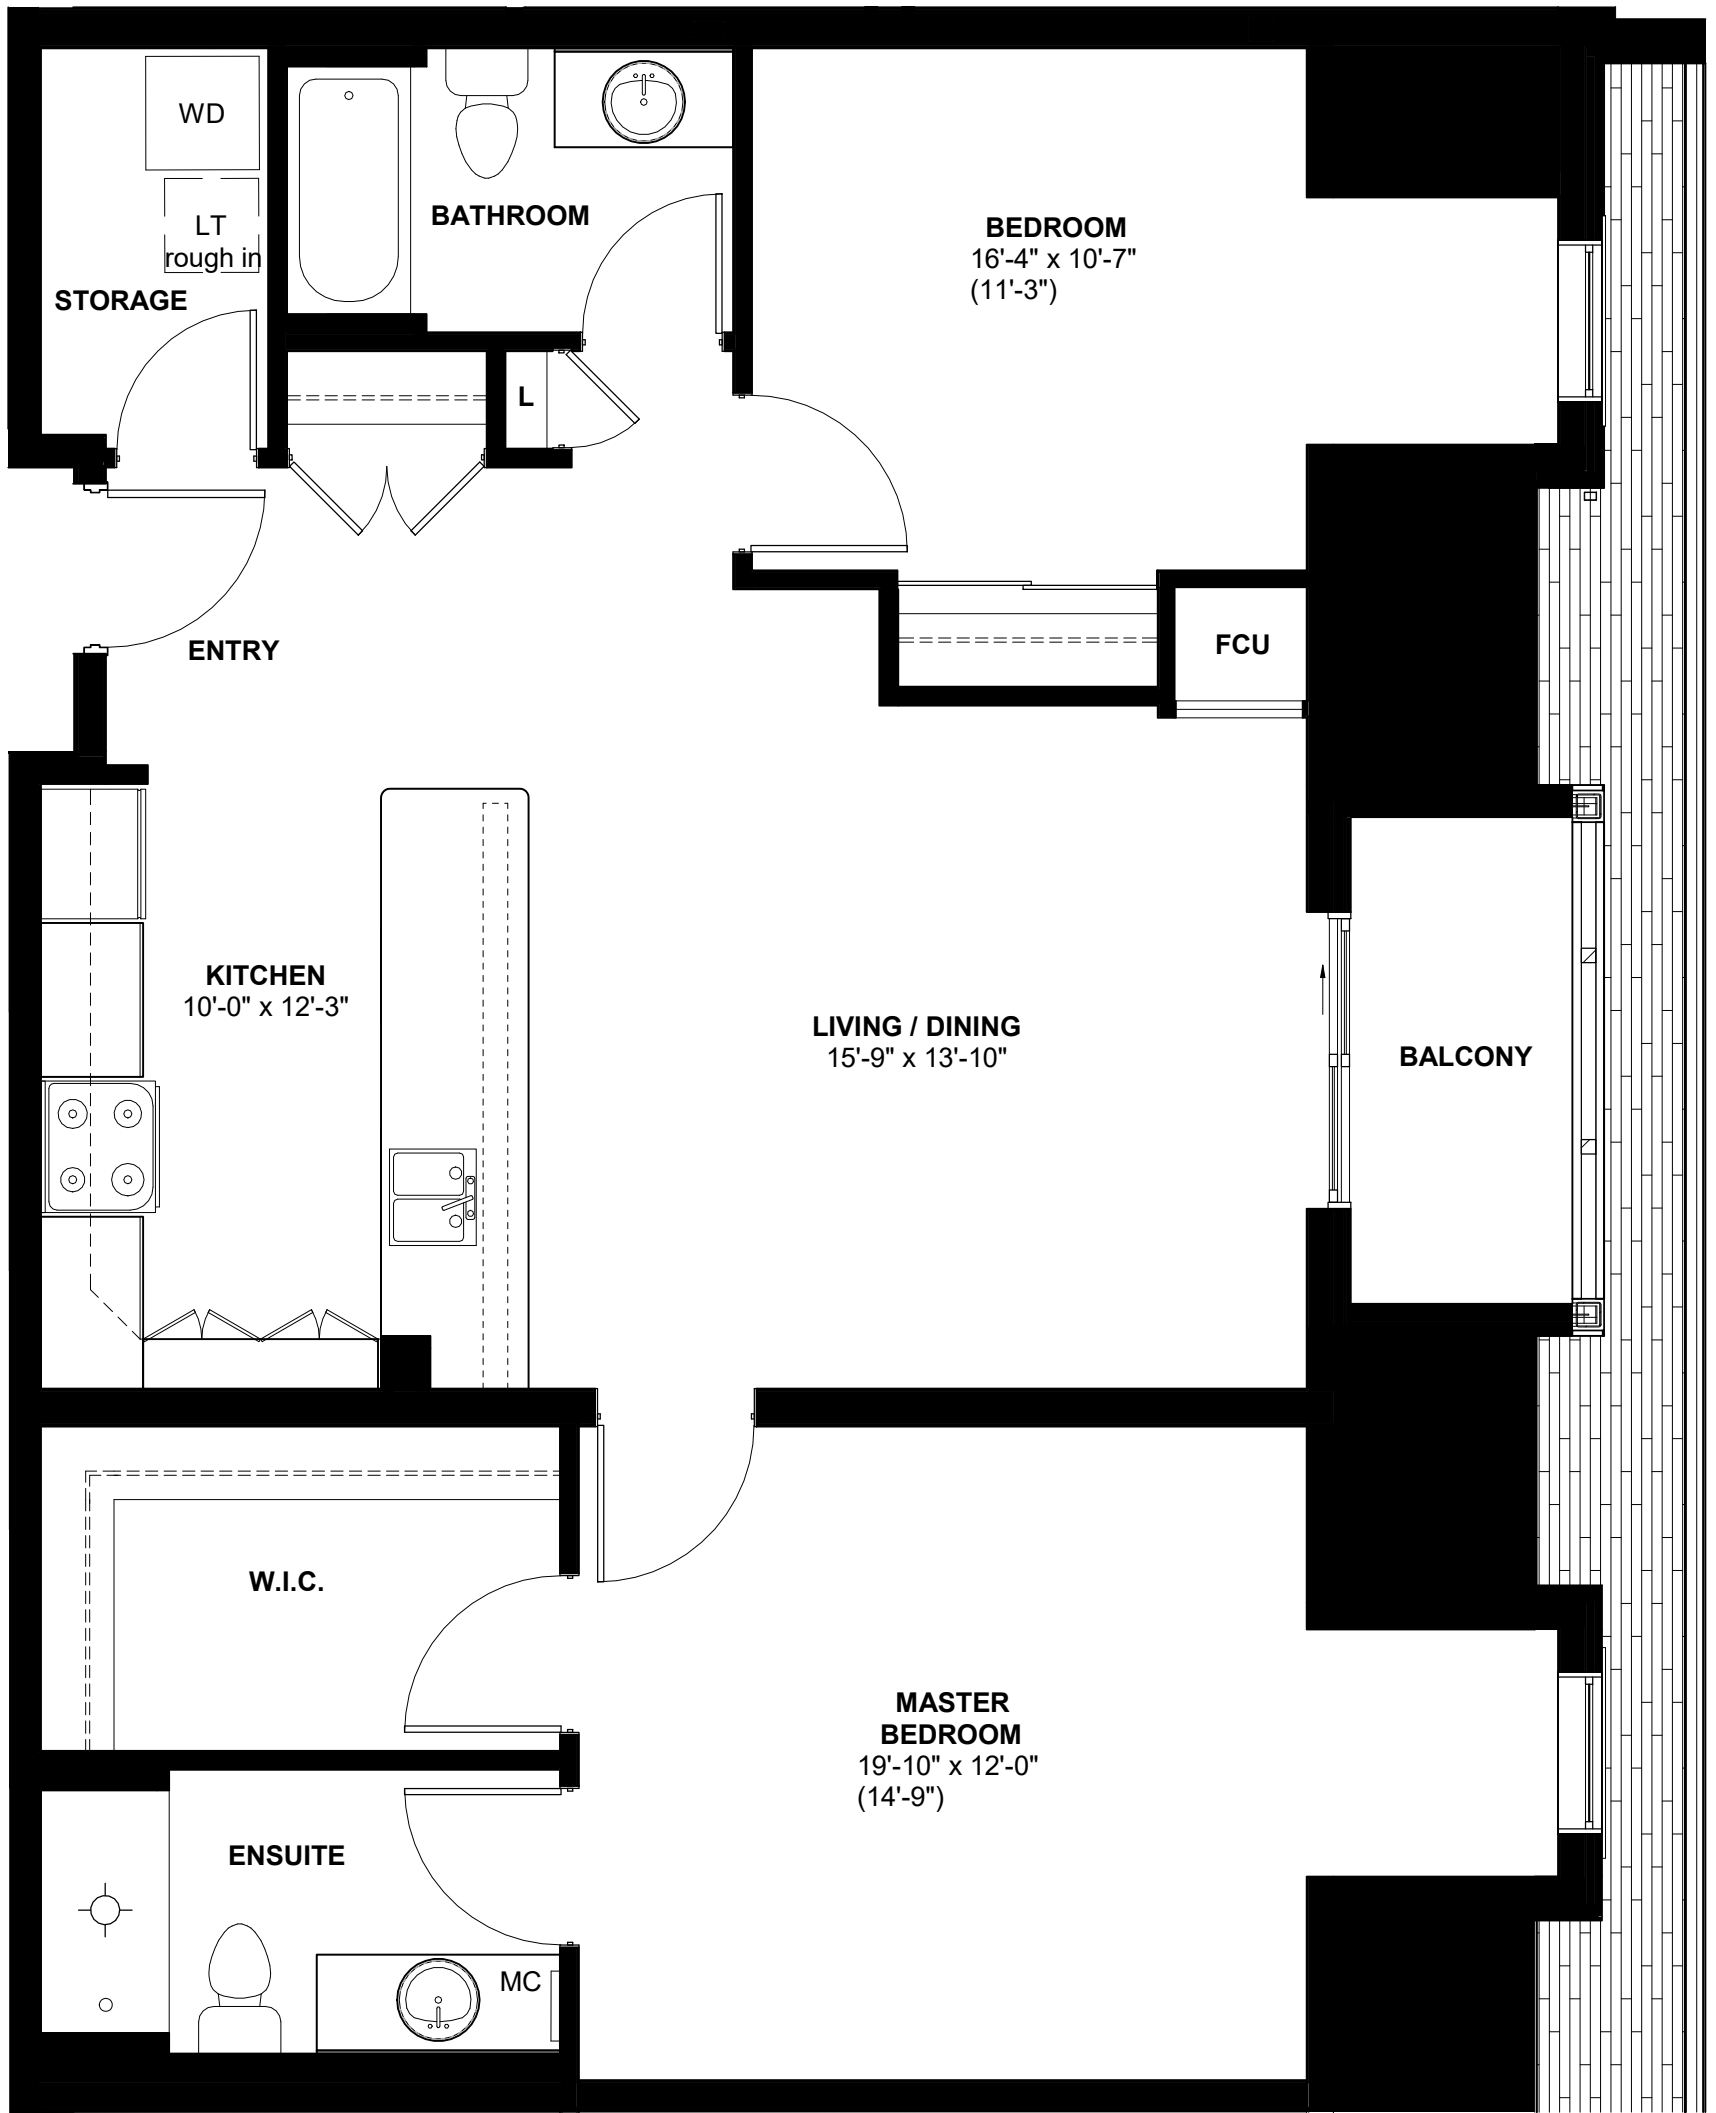 WD
LT
rough in
STORAGE
BATHROOM
BEDROOM
16'-4" x 10'-7"
(11'-3")
L
ENTRY
FCU
KITCHEN
10'-0" x 12'-3"
LIVING / DINING
15'-9" x 13'-10"
BALCONY
W.I.C.
MASTER
BEDROOM
19'-10" x 12'-0"
(14'-9")
ENSUITE
MC